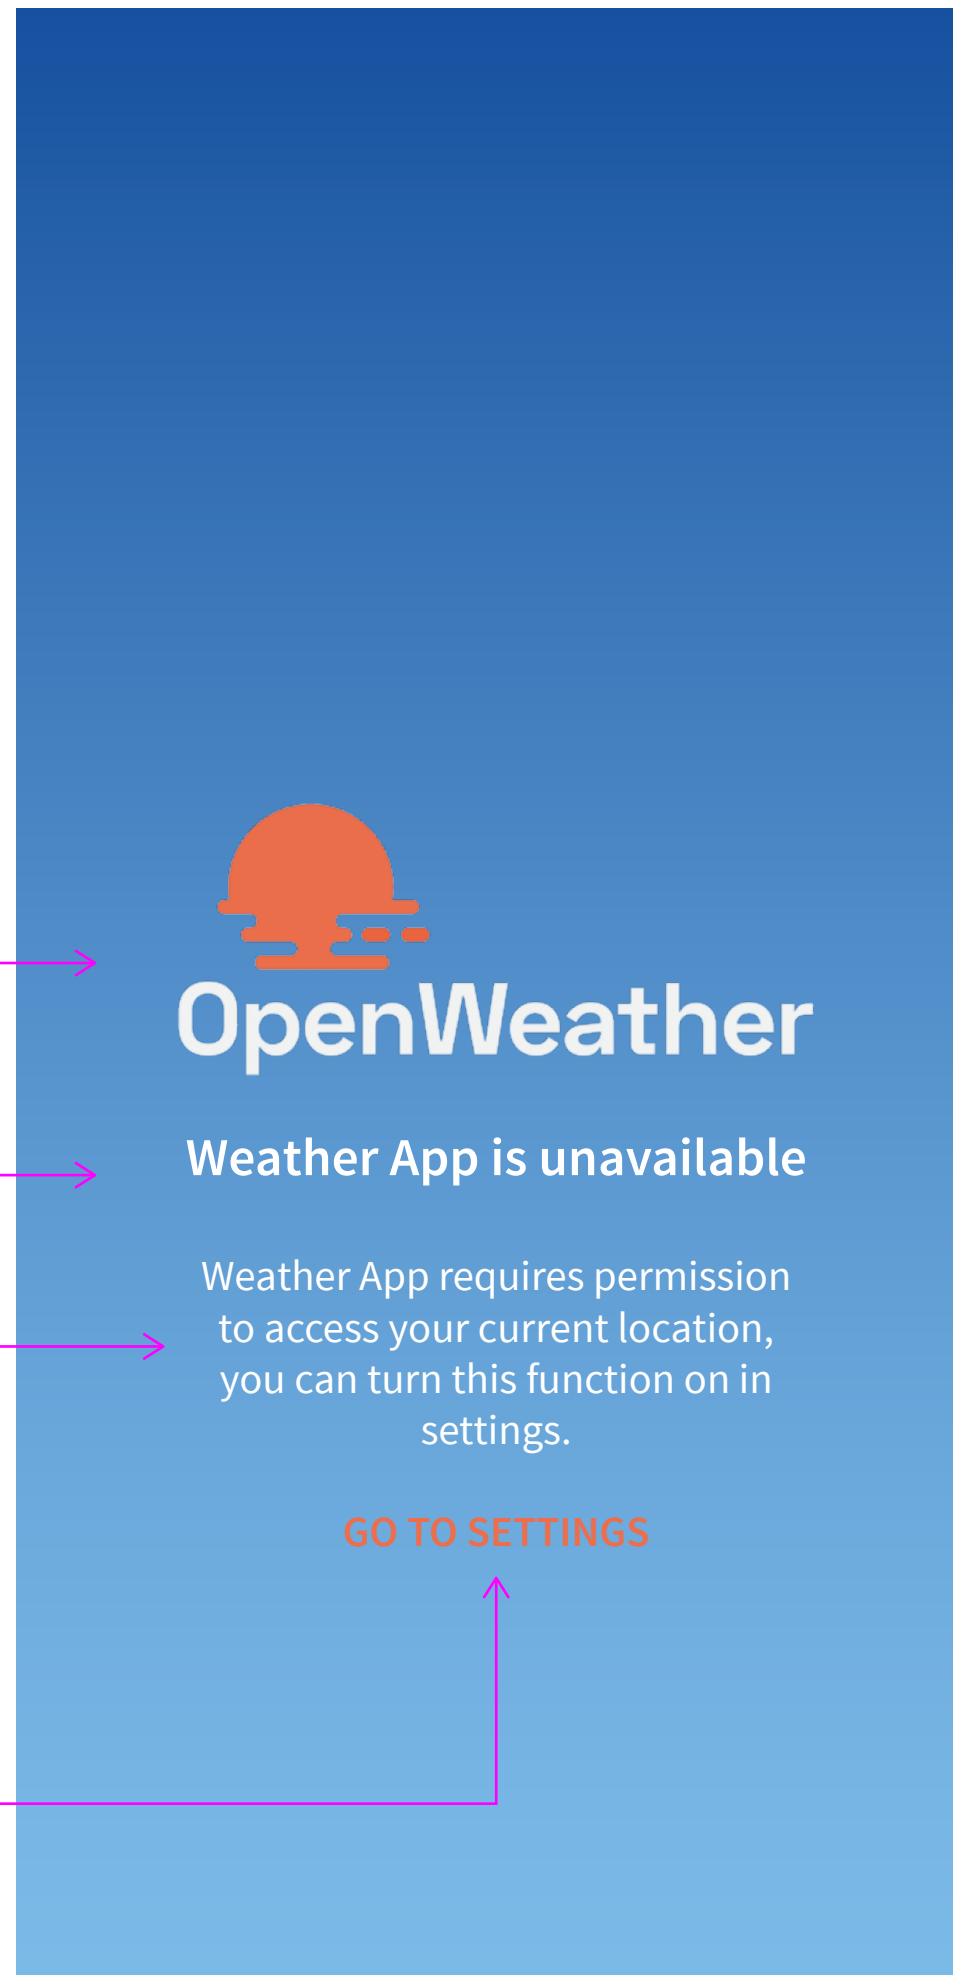 OpenWeather
Weather App is unavailable
Weather App requires permission
to access your current location,
you can turn this function on in
settings.
GO TO SETTINGS